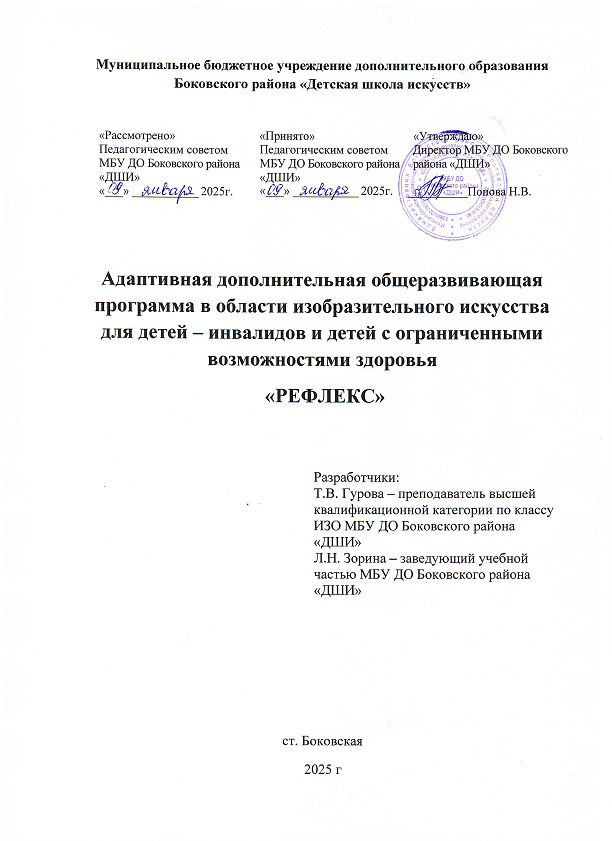 Муниципальное бюджетное учреждение дополнительного образования
Боковского района «Детская школа искусств»
«Рассмотрено»
Педагогическим советом
МБУ ДО Боковского района
«ДШИ»
«09» января 2025г.
«Принято»
Педагогическим советом
МБУ ДО Боковского района
«ДШИ»
«09» января 2025г.
«Утверждаю»
Директор МБУ ДО Боковского
района «ДШИ»
Попова Н.В.
МБУ ДО
«ДШИ»
Адаптивная дополнительная общеразвивающая
программа в области изобразительного искусства
для детей – инвалидов и детей с ограниченными
возможностями здоровья
«РЕФЛЕКС»
Разработчики:
Т.В. Гурова – преподаватель высшей
квалификационной категории по классу
ИЗО МБУ ДО Боковского района
«ДШИ»
Л.Н. Зорина – заведующий учебной
частью МБУ ДО Боковского района
«ДШИ»
ст. Боковская
2025 г